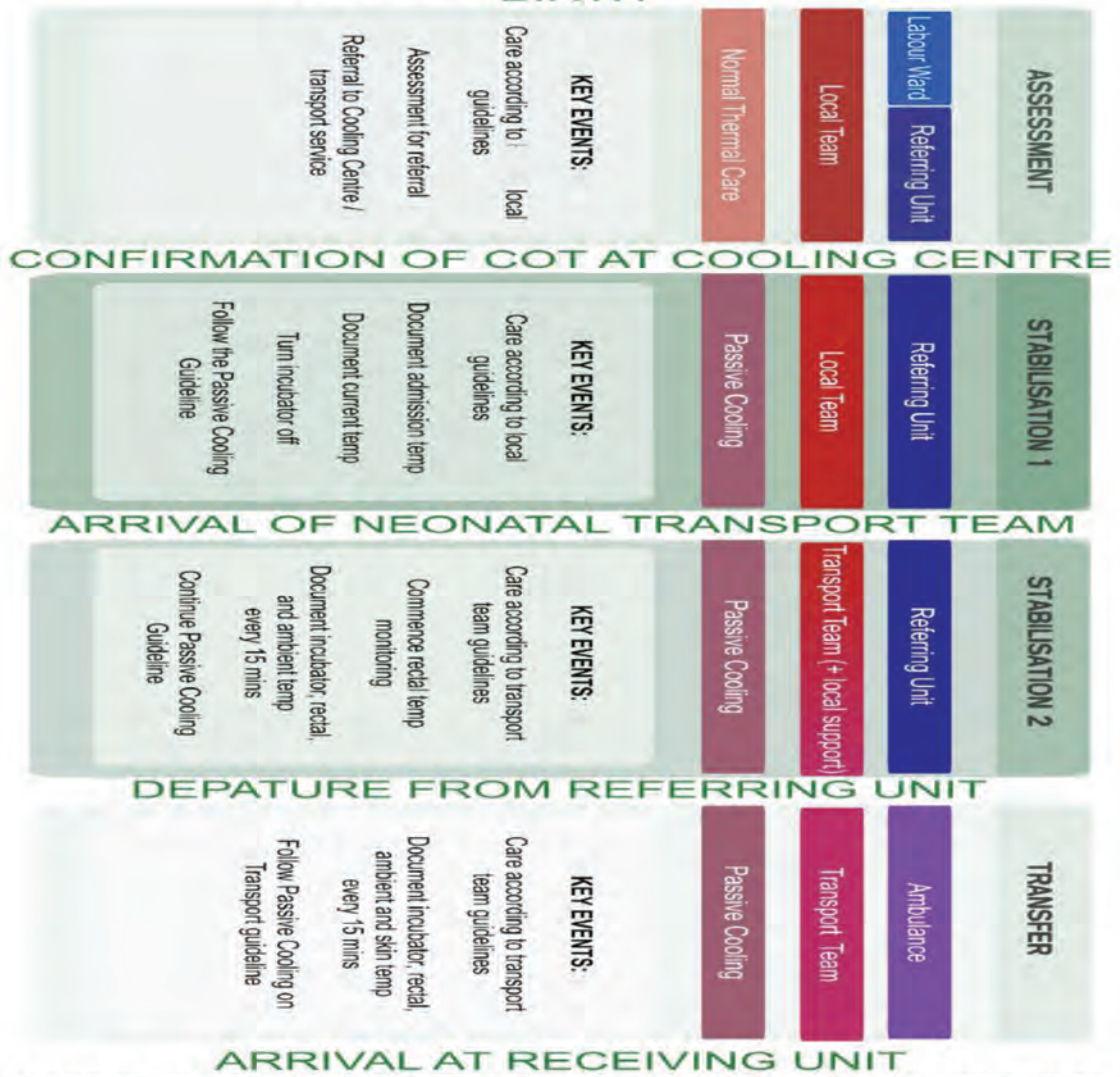 ASSESSMENT
Labour Ward
Referring Unit
Local Team
Normal Thermal Care
KEY EVENTS:
Care according to local
guidelines
Assessment for referral
Referral to Cooling Centre /
transport service
CONFIRMATION OF COT AT COOLING CENTRE
STABILISATION 1
Referring Unit
Local Team
Passive Cooling
KEY EVENTS:
Care according to local
guidelines
Document admission temp
Document current temp
Turn incubator off
Follow the Passive Cooling
Guideline
ARRIVAL OF NEONATAL TRANSPORT TEAM
STABILISATION 2
Referring Unit
Transport Team (+ local support)
Passive Cooling
KEY EVENTS:
Care according to transport
team guidelines
Commence rectal temp
monitoring
Document incubator, rectal,
and ambient temp
every 15 mins
Continue Passive Cooling
Guideline
DEPATURE FROM REFERRING UNIT
TRANSFER
Ambulance
Transport Team
Passive Cooling
KEY EVENTS:
Care according to transport
team guidelines
Document incubator, rectal,
ambient and skin temp
every 15 mins
Follow Passive Cooling on
Transport guideline
ARRIVAL AT RECEIVING UNIT